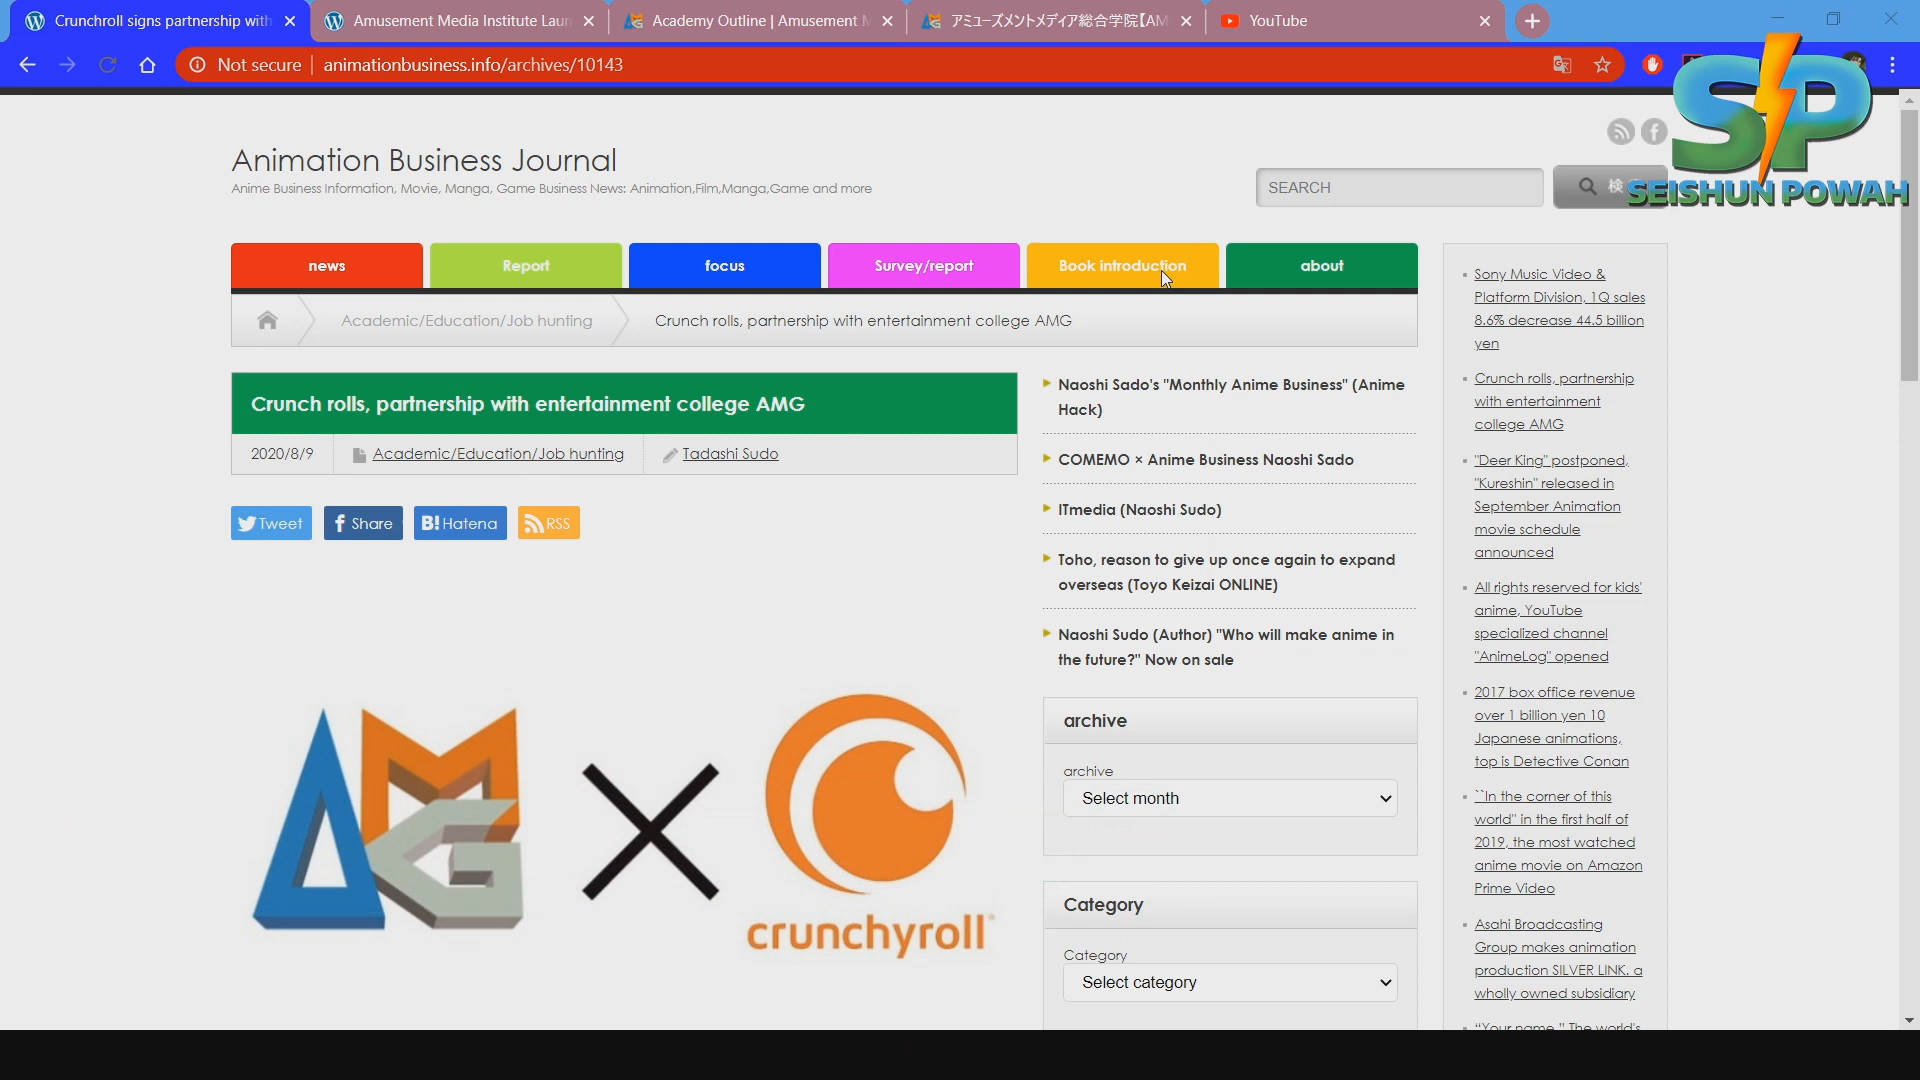 Crunchroll signs partnership with
Amusement Media Institute Laun
Academy Outline | Amusement M
アミューズメントメディア総合学院【AM
YouTube
Not secure
animationbusiness.info/archives/10143
SP
SEISHUN POWAH
Animation Business Journal
Anime Business Information, Movie, Manga, Game Business News: Animation,Film,Manga,Game and more
SEARCH
検
news
Report
focus
Survey/report
Book introduction
about
Academic/Education/Job hunting
Crunch rolls, partnership with entertainment college AMG
Crunch rolls, partnership with entertainment college AMG
2020/8/9
Academic/Education/Job hunting
Tadashi Sudo
Tweet
Share
B! Hatena
RSS
AMG
crunchyroll
Naoshi Sado's "Monthly Anime Business" (Anime
Hack)
COMEMO × Anime Business Naoshi Sado
ITmedia (Naoshi Sudo)
Toho, reason to give up once again to expand
overseas (Toyo Keizai ONLINE)
Naoshi Sudo (Author) "Who will make anime in
the future?" Now on sale
archive
archive
Select month
Category
Category
Select category
Sony Music Video &
Platform Division, 1Q sales
8.6% decrease 44.5 billion
yen
Crunch rolls, partnership
with entertainment
college AMG
"Deer King" postponed,
"Kureshin" released in
September Animation
movie schedule
announced
All rights reserved for kids'
anime, YouTube
specialized channel
"AnimeLog" opened
2017 box office revenue
over 1 billion yen 10
Japanese animations,
top is Detective Conan
``In the corner of this
world" in the first half of
2019, the most watched
anime movie on Amazon
Prime Video
Asahi Broadcasting
Group makes animation
production SILVER LINK. a
wholly owned subsidiary
"Your name." The world's